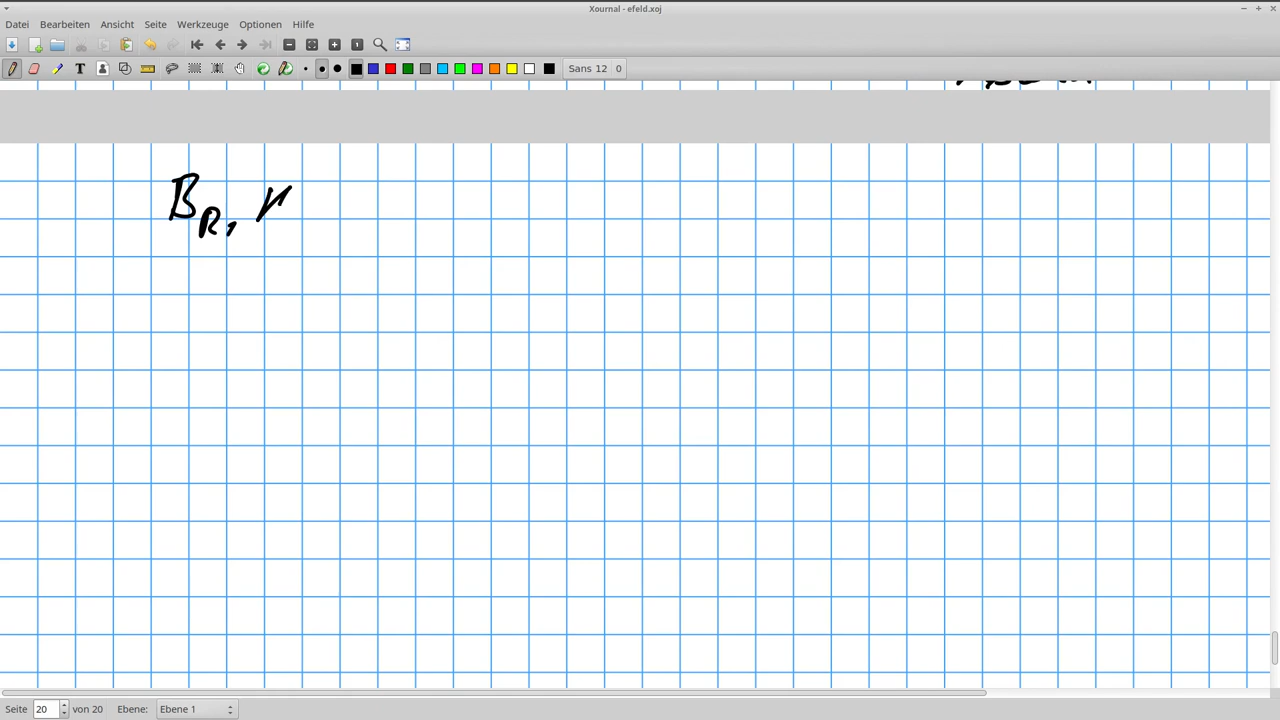 Xournal - efeld.xoj
Datei Bearbeiten Ansicht Seite Werkzeuge Optionen Hilfe
Sans 12 0
B_R,
Seite 20 von 20 Ebene: Ebene 1